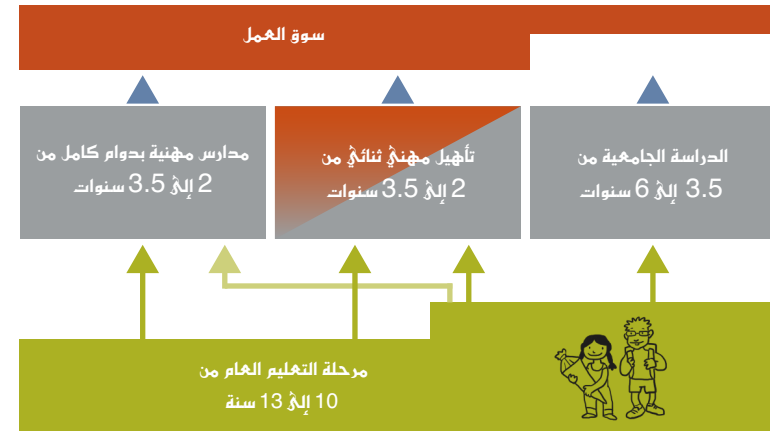 سوق العمل
الدراسة الجامعية من
3.5 إلى 6 سنوات
تأهيل مهني ثنائي من
2 إلى 3.5 سنوات
مدارس مهنية بدوام كامل من
2 إلى 3.5 سنوات
مرحلة التعليم العام من
10 إلى 13 سنة